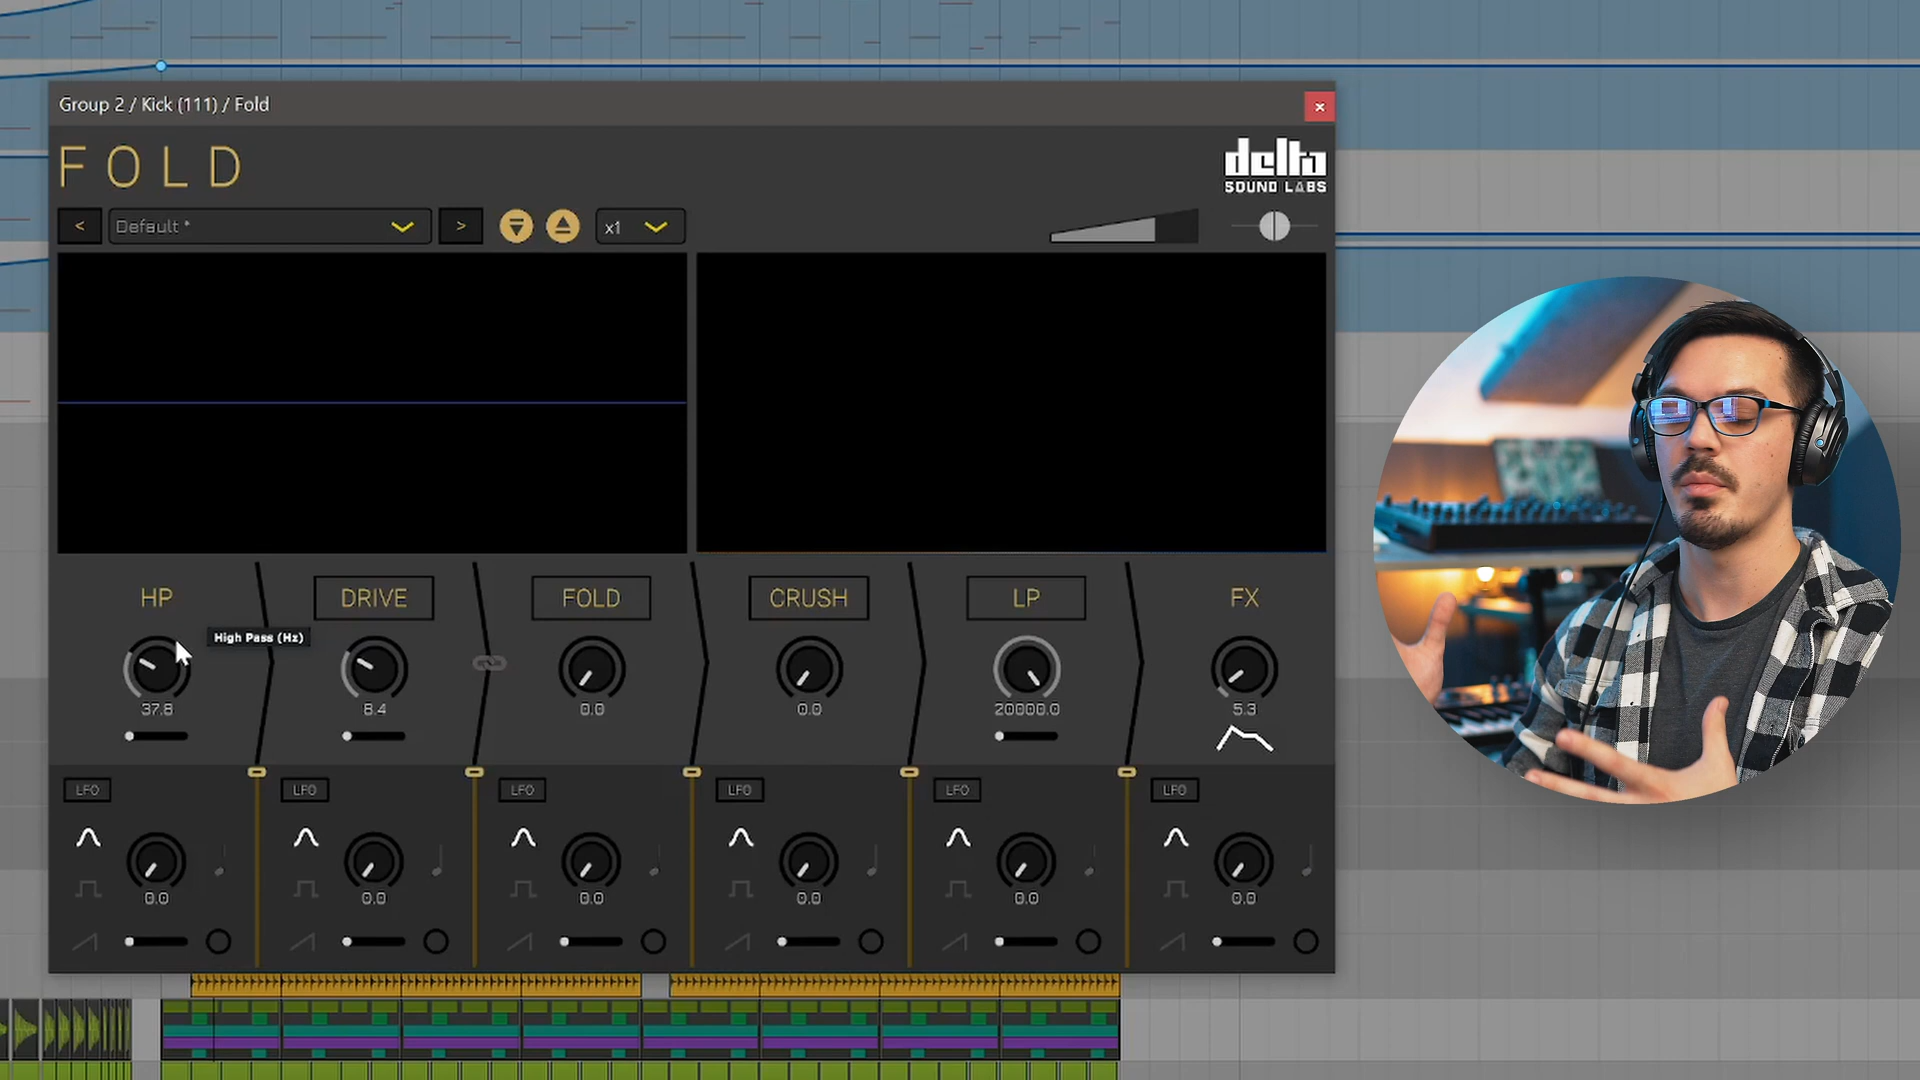 Group 2 / Kick (111) / Fold
x
FOLD
delta
SOUND LABS
<
Default *
>
x1
HP
DRIVE
FOLD
CRUSH
LP
FX
High Pass (Hz)
37.8
8.4
0.0
0.0
20000.0
5.3
LFO
LFO
LFO
LFO
LFO
LFO
0.0
0.0
0.0
0.0
0.0
0.0